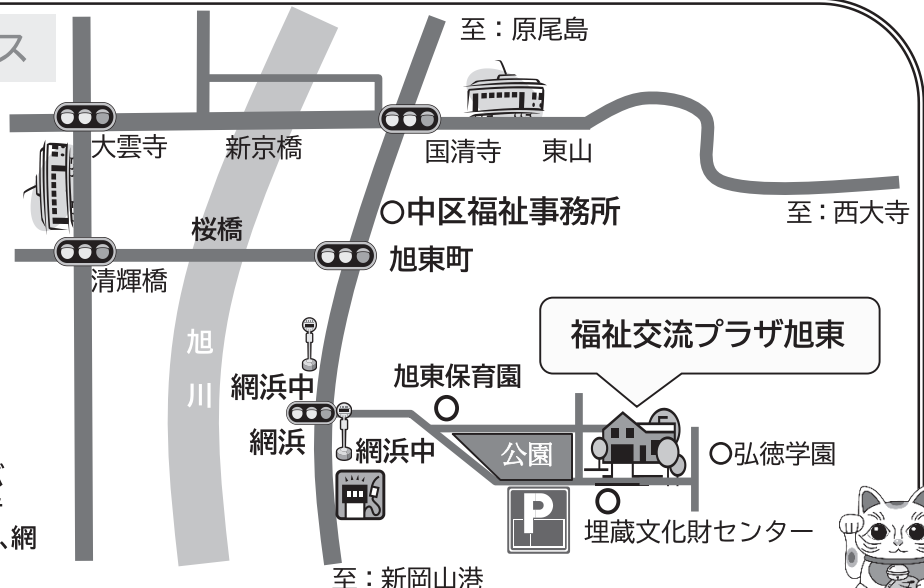 ス
至：原尾島
大雲寺
新京橋
国清寺
東山
至：西大寺
○中区福祉事務所
桜橋
旭東町
清輝橋
福祉交流プラザ旭東
旭川
網浜中
旭東保育園
網浜
網浜中
公園
○弘徳学園
P
埋蔵文化財センター
、網
至：新岡山港